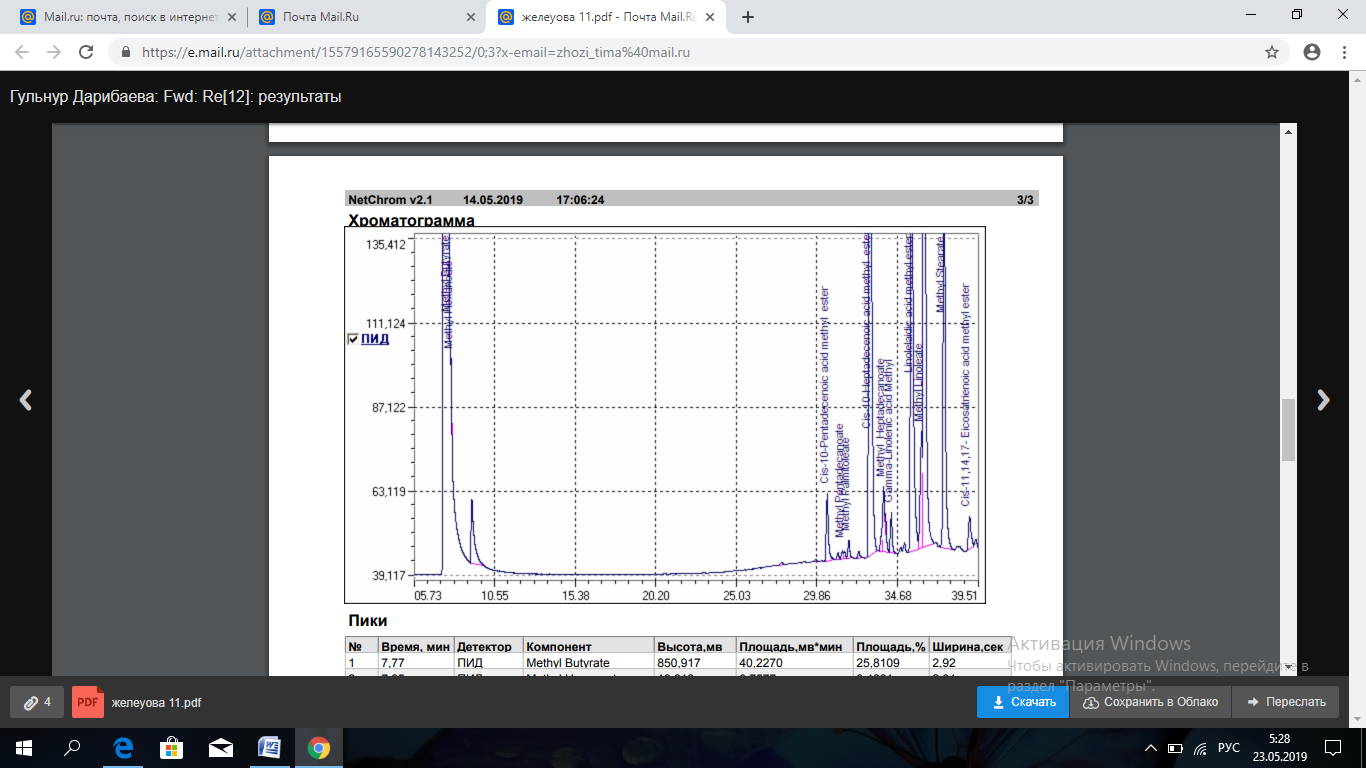 Mail.ru: почта, поиск в интернет
Почта Mail.Ru
желеуова 11.pdf - Почта Mail.Ru
https://e.mail.ru/attachment/15579165590278143252/0;3?x-email=zhozi_tima%40mail.ru
Гульнур Дарибаева: Fwd: Re[12]: результаты
NetChrom v2.1 14.05.2019 17:06:24 3/3
Хроматограмма
135,412
111,124
ПИД
87,122
63,119
39,117
05.73 10.55 15.38 20.20 25.03 29.86 34.68 39.51
Methyl Butyrate
Cis-10-Pentadecenoic acid methyl ester
Methyl Pentadecanoate
Methyl Palmitoleate
Cis-10-Heptadecenoic acid methyl ester
Methyl Heptadecanoate
Gamma-Linolenic acid Methyl
Linolelaidic acid methyl ester
Methyl Linoleate
Methyl Stearate
Cis-11,14,17- Eicosatrienoic acid methyl ester
Пики
№ Время, мин Детектор Компонент Высота,мв Площадь,мв*мин Площадь,% Ширина,сек
1 7,77 ПИД Methyl Butyrate 850,917 40,2270 25,8109 2,92
Активация Windows
Чтобы активировать Windows, перейдите в
раздел "Параметры".
4
PDF
желеуова 11.pdf
Скачать
Сохранить в Облако
Переслать
РУС
5:28
23.05.2019